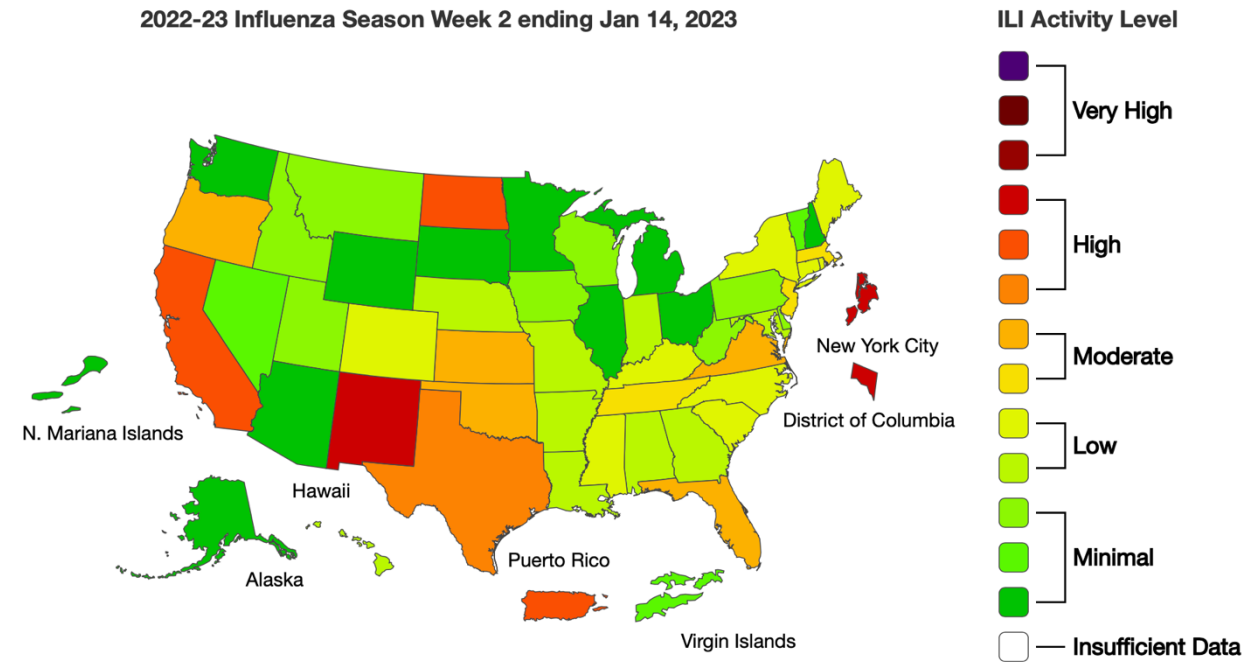 2022-23 Influenza Season Week 2 ending Jan 14, 2023
ILI Activity Level
Very High
High
Moderate
Low
Minimal
Insufficient Data
New York City
District of Columbia
N. Mariana Islands
Hawaii
Alaska
Puerto Rico
Virgin Islands